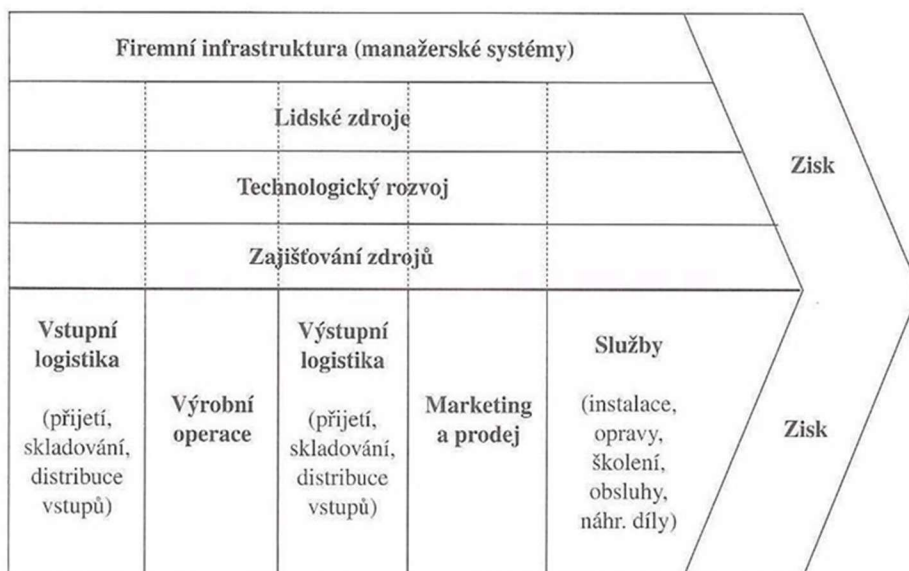 Firemní infrastruktura (manažerské systémy)
Lidské zdroje
Technologický rozvoj
Zajišťování zdrojů
Zisk
Vstupní
logistika
(přijetí,
skladování,
distribuce
vstupů)
Výrobní
operace
Výstupní
logistika
(přijetí,
skladování,
distribuce
vstupů)
Marketing
a prodej
Služby
(instalace,
opravy,
školení,
obsluhy,
náhr. díly)
Zisk